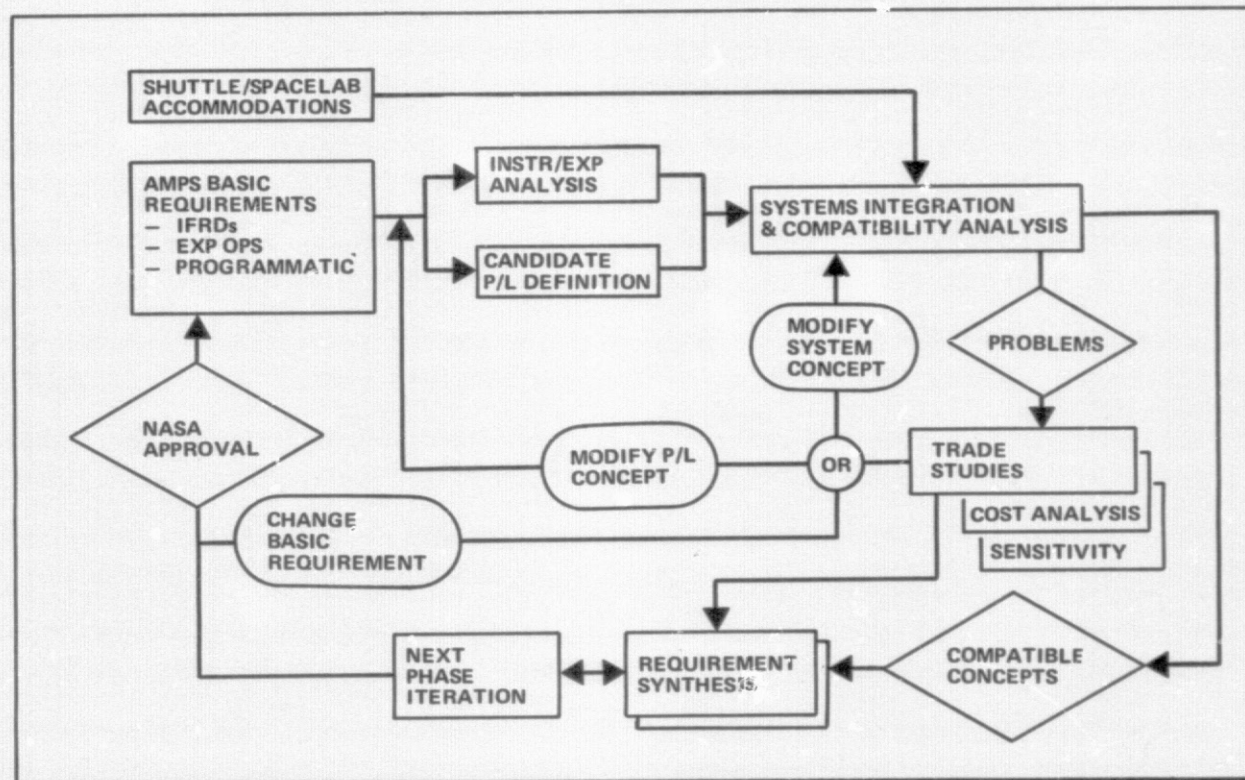 SHUTTLE/SPACELAB
ACCOMMODATIONS
AMPS BASIC
REQUIREMENTS
– IFRDs
– EXP OPS
– PROGRAMMATIC
INSTR/EXP
ANALYSIS
CANDIDATE
P/L DEFINITION
SYSTEMS INTEGRATION
& COMPATIBILITY ANALYSIS
MODIFY
SYSTEM
CONCEPT
PROBLEMS
NASA
APPROVAL
MODIFY P/L
CONCEPT
OR
TRADE
STUDIES
COST ANALYSIS
SENSITIVITY
CHANGE
BASIC
REQUIREMENT
NEXT
PHASE
ITERATION
REQUIREMENT
SYNTHESIS
COMPATIBLE
CONCEPTS